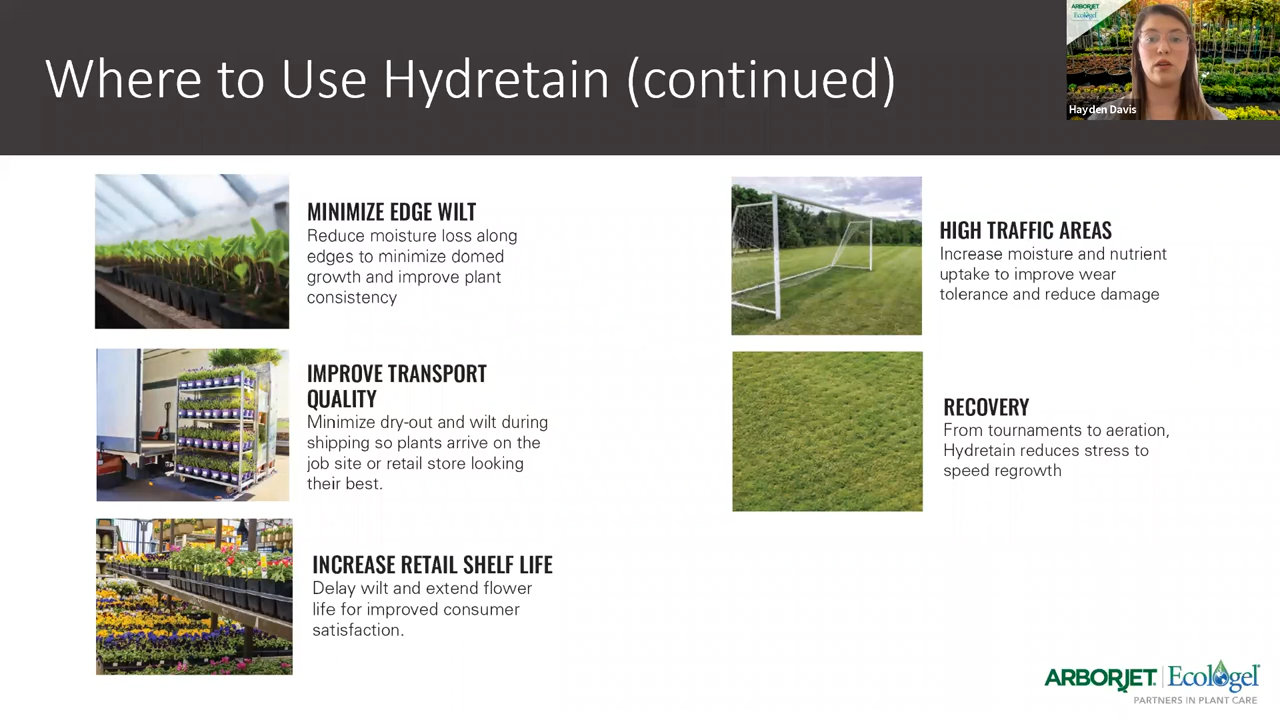 Where to Use Hydretain (continued)
ARBORJET
Ecologel
Hayden Davis
MINIMIZE EDGE WILT
Reduce moisture loss along
edges to minimize domed
growth and improve plant
consistency
IMPROVE TRANSPORT
QUALITY
Minimize dry-out and wilt during
shipping so plants arrive on the
job site or retail store looking
their best.
INCREASE RETAIL SHELF LIFE
Delay wilt and extend flower
life for improved consumer
satisfaction.
HIGH TRAFFIC AREAS
Increase moisture and nutrient
uptake to improve wear
tolerance and reduce damage
RECOVERY
From tournaments to aeration,
Hydretain reduces stress to
speed regrowth
ARBORJET | Ecologel
PARTNERS IN PLANT CARE